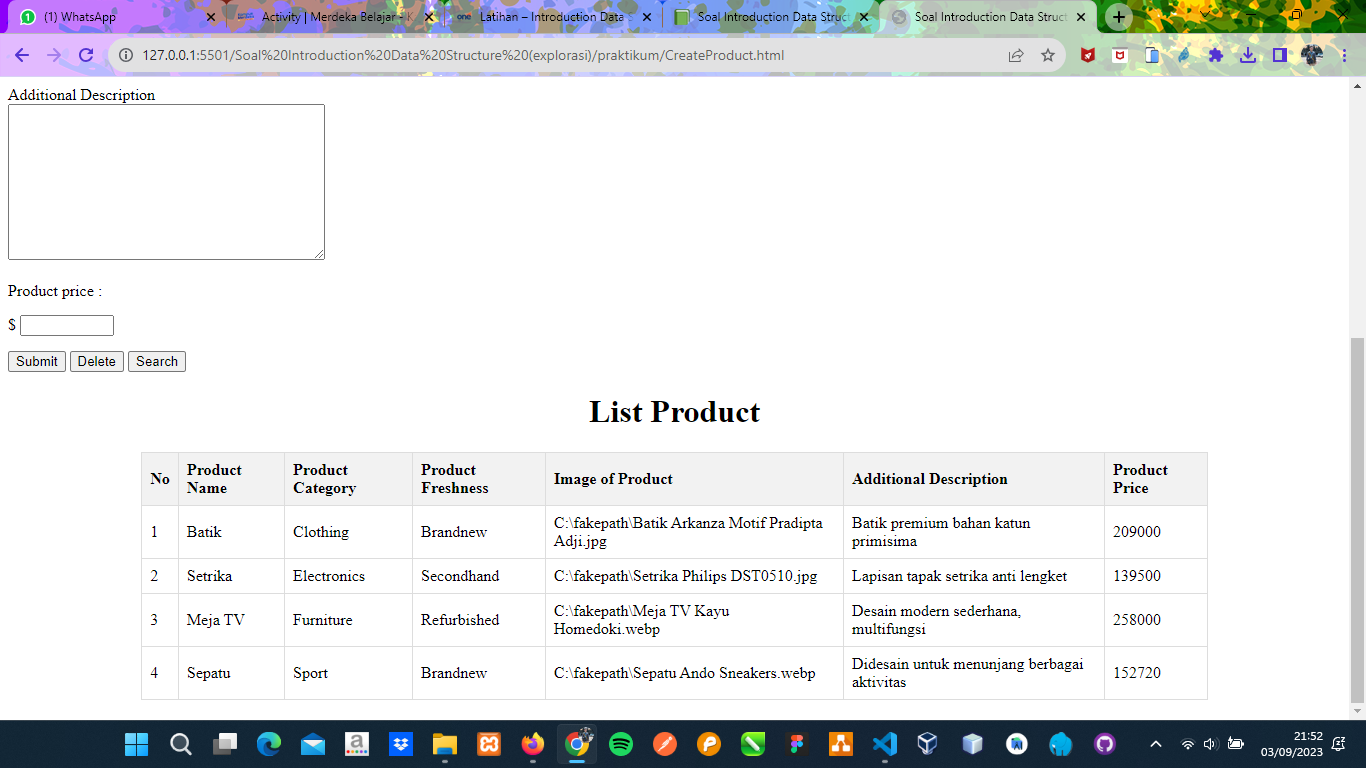 (1) WhatsApp
Activity | Merdeka Belajar - K
one
Latihan – Introduction Data S
Soal Introduction Data Struct
Soal Introduction Data Struct
127.0.0.1:5501/Soal%20Introduction%20Data%20Structure%20(explorasi)/praktikum/CreateProduct.html
Additional Description
Product price :
$
Submit Delete Search
List Product
No Product Name Product Category Product Freshness Image of Product Additional Description Product Price
1 Batik Clothing Brandnew C:\fakepath\Batik Arkanza Motif Pradipta Adji.jpg Batik premium bahan katun primisima 209000
2 Setrika Electronics Secondhand C:\fakepath\Setrika Philips DST0510.jpg Lapisan tapak setrika anti lengket 139500
3 Meja TV Furniture Refurbished C:\fakepath\Meja TV Kayu Homedoki.webp Desain modern sederhana, multifungsi 258000
4 Sepatu Sport Brandnew C:\fakepath\Sepatu Ando Sneakers.webp Didesain untuk menunjang berbagai aktivitas 152720
21:52
03/09/2023